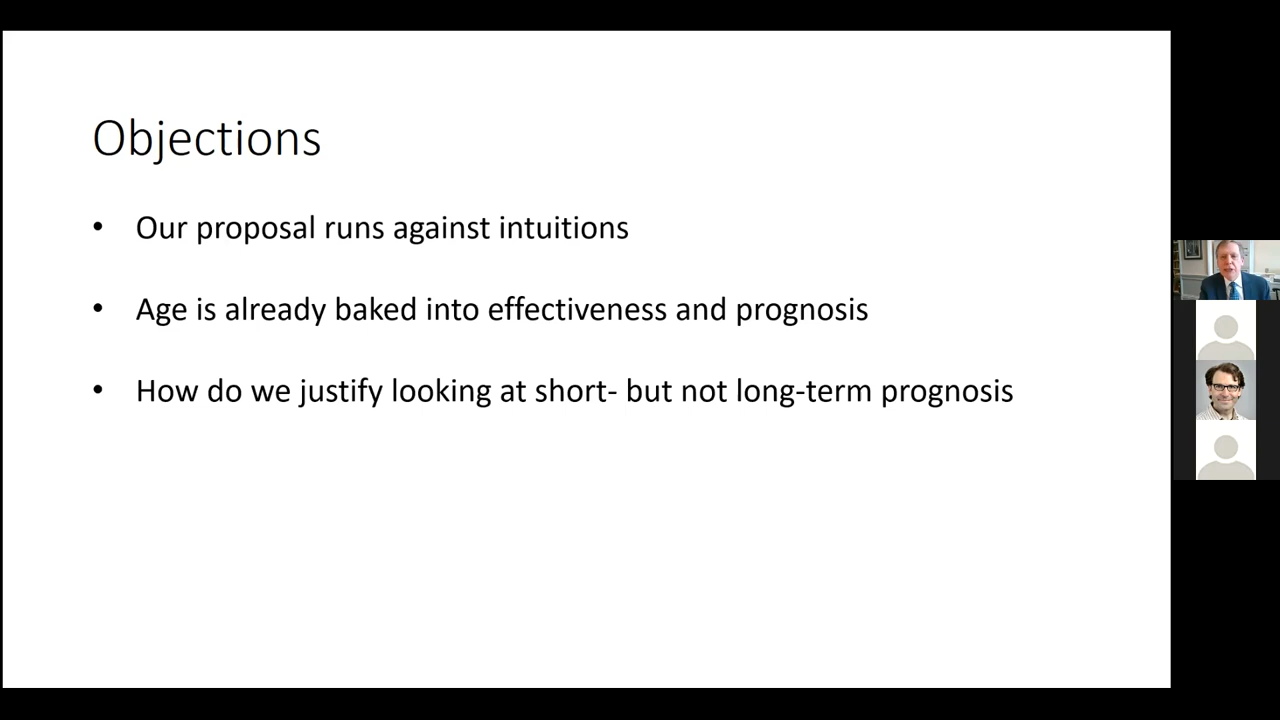 Objections
• Our proposal runs against intuitions
• Age is already baked into effectiveness and prognosis
• How do we justify looking at short- but not long-term prognosis